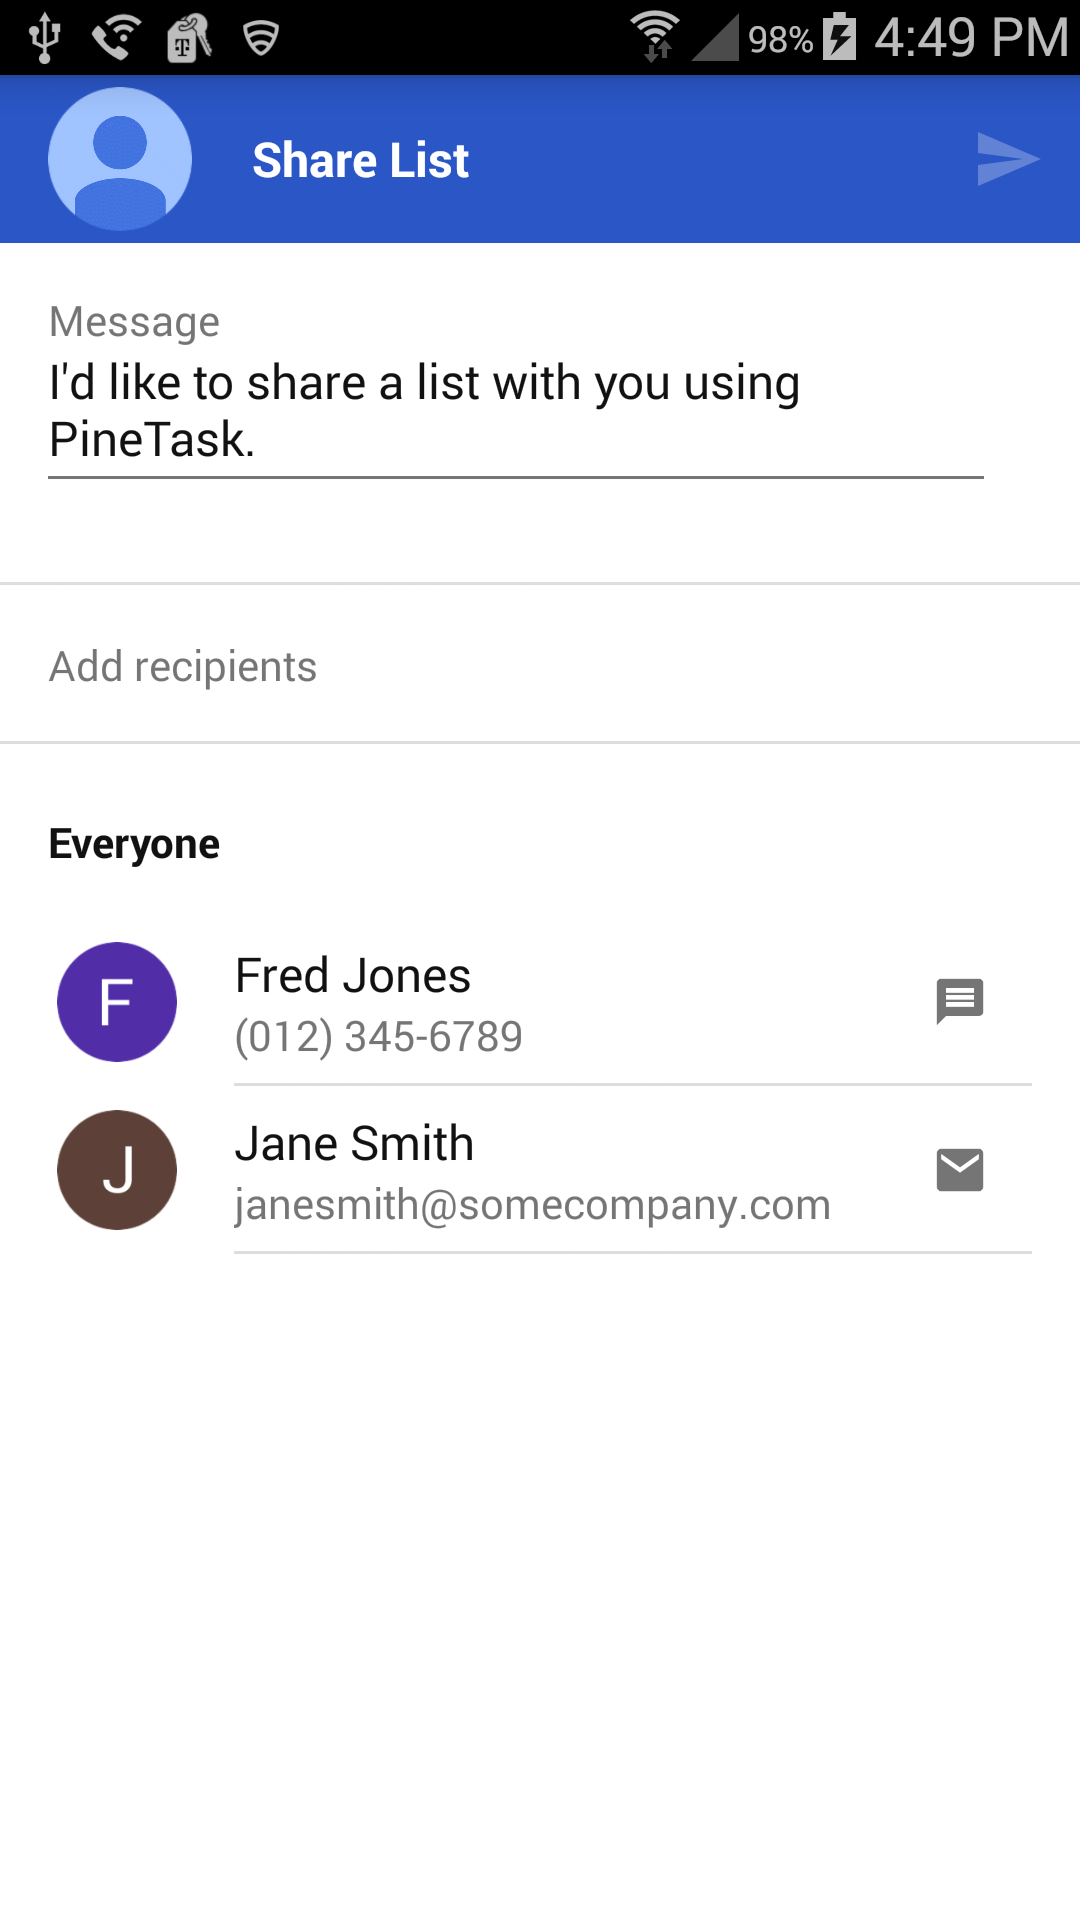 98% 4:49 PM
Share List
Message
I'd like to share a list with you using
PineTask.
Add recipients
Everyone
F
Fred Jones
(012) 345-6789
J
Jane Smith
janesmith@somecompany.com